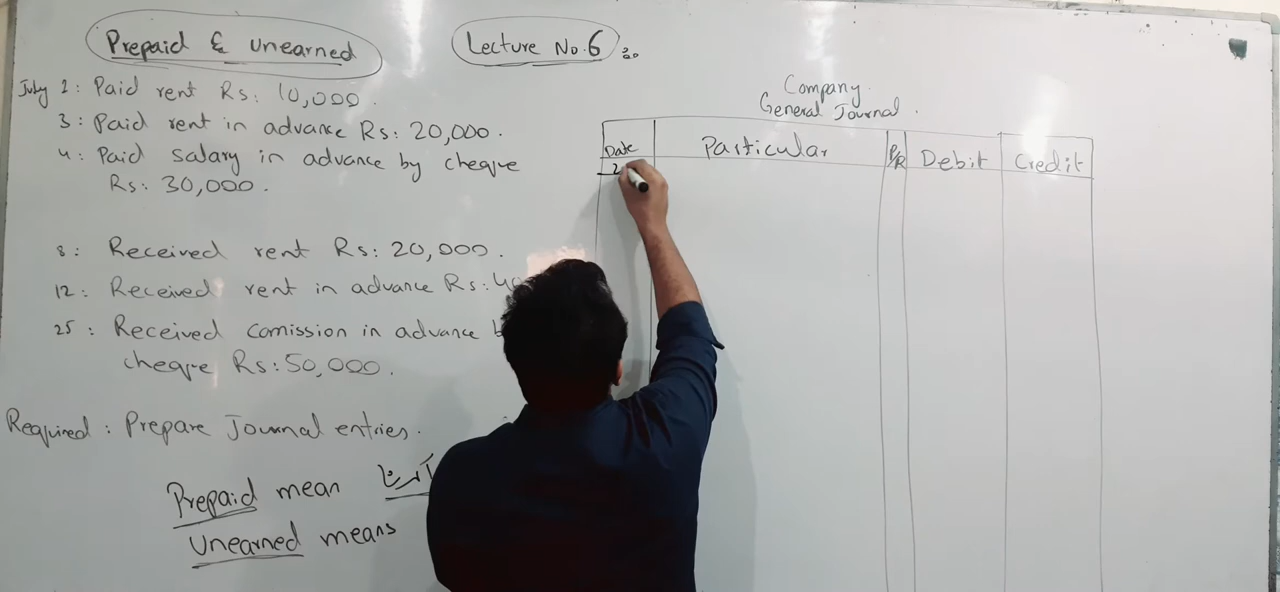 Prepaid & Unearned
Lecture No.6
July 2: Paid rent Rs: 10,000.
3: Paid rent in advance Rs: 20,000.
4: Paid salary in advance by cheque
Rs: 30,000.
8: Received rent Rs: 20,000.
12: Received rent in advance Rs:
25: Received comission in advance
cheque Rs:50,000.
Required: Prepare Journal entries.
Prepaid mean
Unearned means
Company.
General Journal.
Date Particular P/R Debit Credit
2